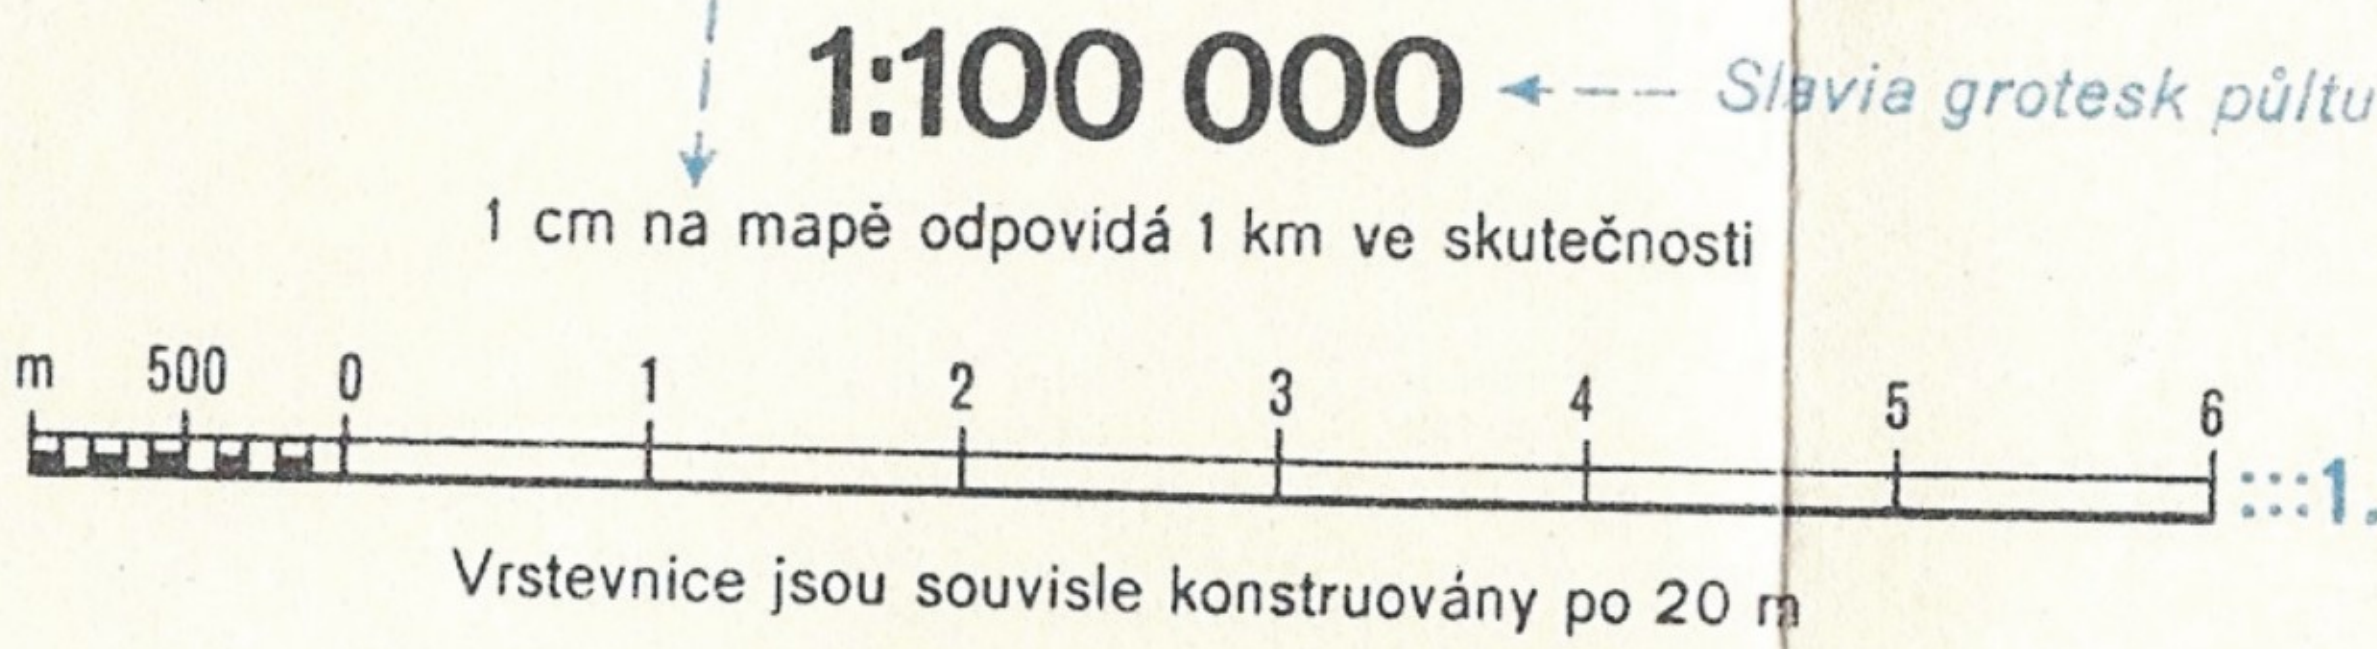 1:100 000 Slavia grotesk půltu
1 cm na mapě odpovídá 1 km ve skutečnosti
m 500 0 1 2 3 4 5 6
:::1.
Vrstevnice jsou souvisle konstruovány po 20 m